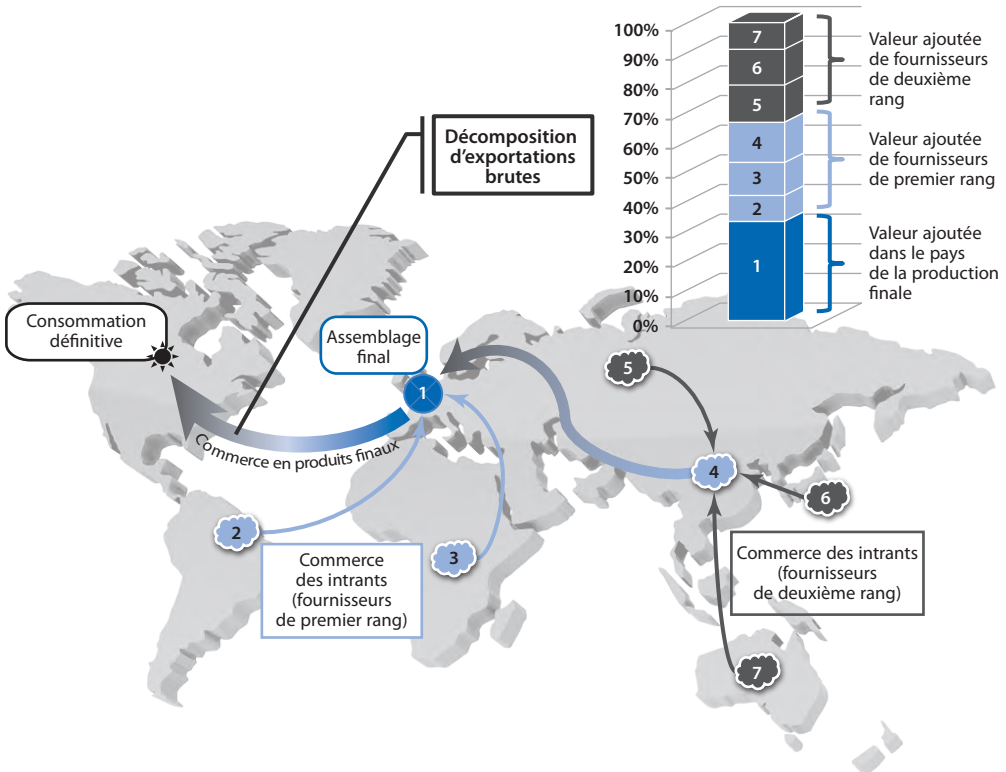 100%
90%
80%
70%
60%
50%
40%
30%
20%
10%
0%
7
6
5
4
3
2
1
Valeur ajoutée
de fournisseurs
de deuxième
rang
Valeur ajoutée
de fournisseurs
de premier rang
Valeur ajoutée
dans le pays
de la production
finale
Décomposition
d'exportations
brutes
Consommation
définitive
Assemblage
final
1
Commerce en produits finaux
2
3
4
5
6
7
Commerce
des intrants
(fournisseurs
de premier rang)
Commerce des intrants
(fournisseurs
de deuxième rang)